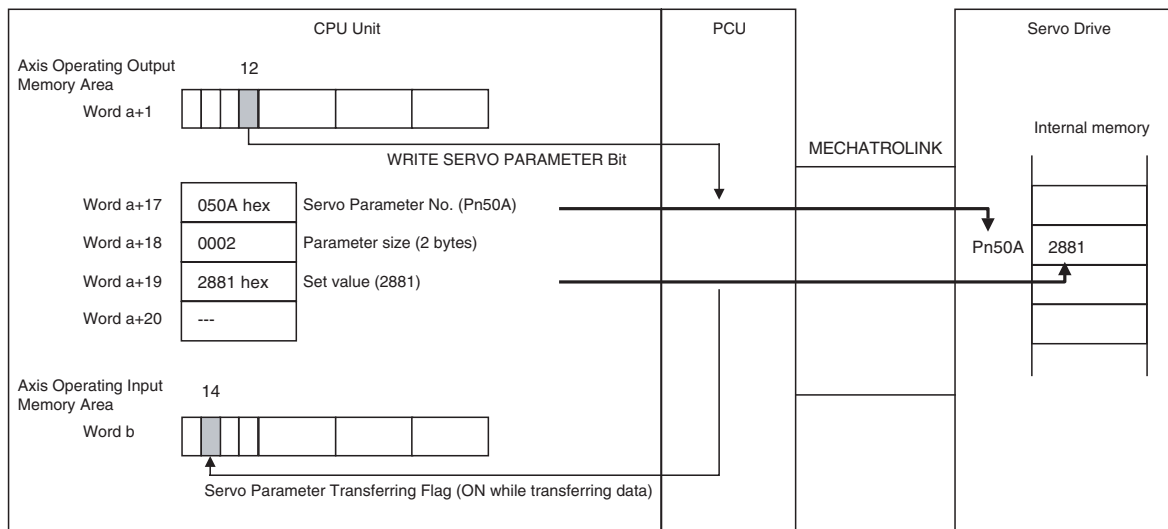 CPU Unit
PCU
Servo Drive
Axis Operating Output
Memory Area
12
Word a+1
WRITE SERVO PARAMETER Bit
MECHATROLINK
Internal memory
Word a+17
050A hex
Servo Parameter No. (Pn50A)
Word a+18
0002
Parameter size (2 bytes)
Pn50A
2881
Word a+19
2881 hex
Set value (2881)
Word a+20
---
Axis Operating Input
Memory Area
14
Word b
Servo Parameter Transferring Flag (ON while transferring data)